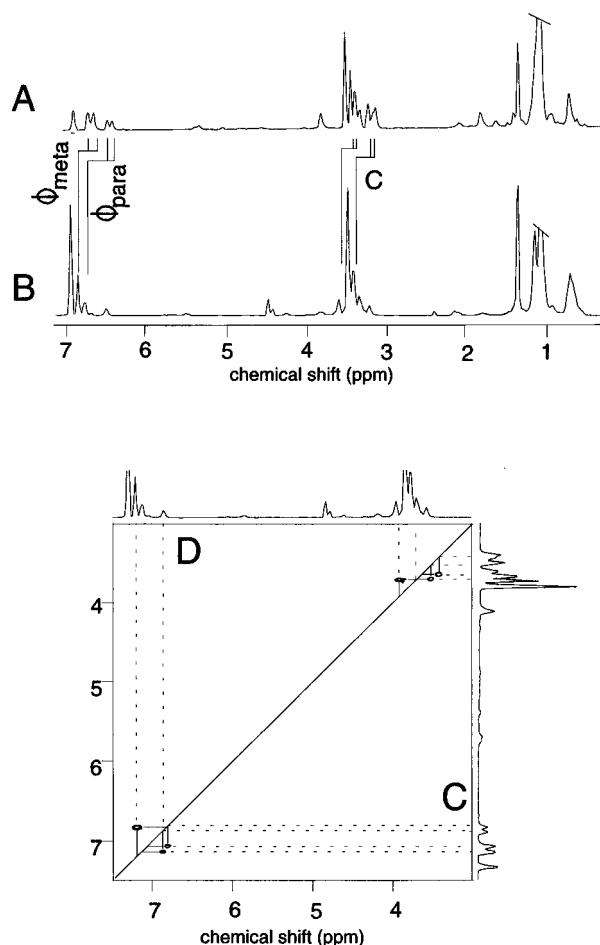 A
ϕmeta
ϕpara
C
B
7 6 5 4 3 2 1
chemical shift (ppm)
D
4
5
6
7
C
7 6 5 4
chemical shift (ppm)